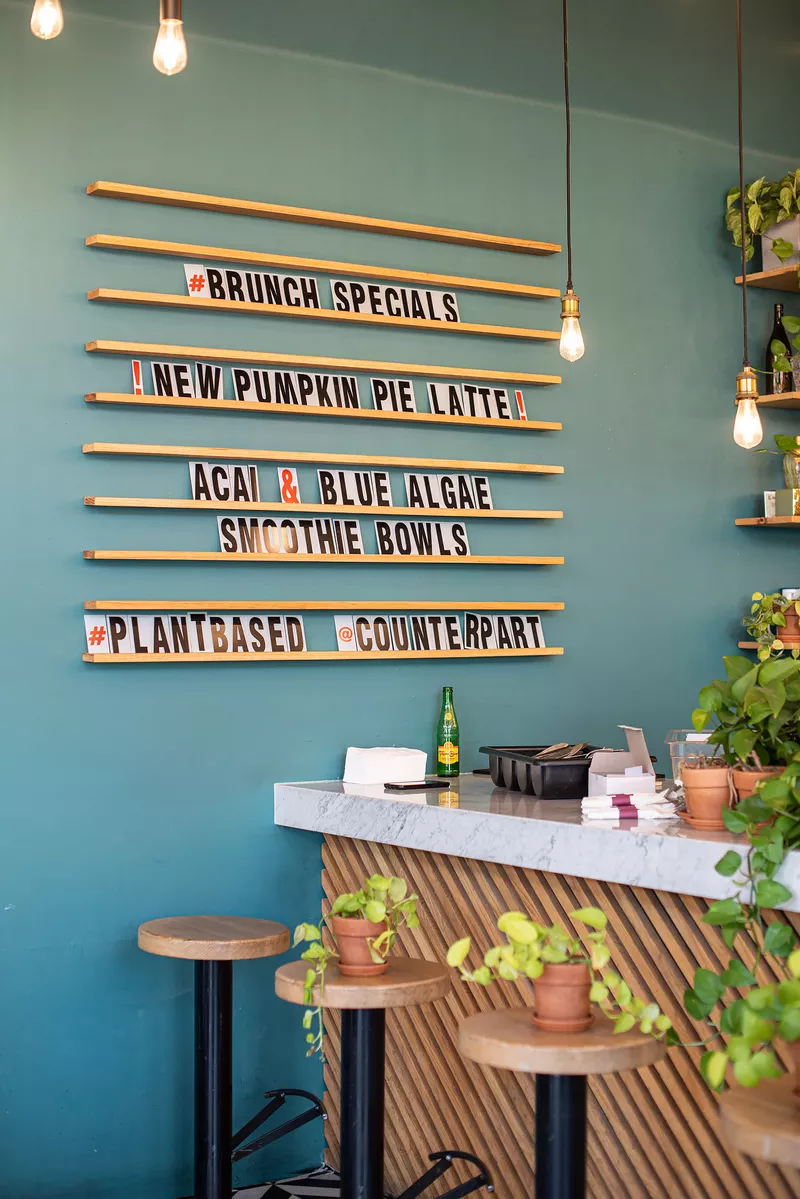 #BRUNCH SPECIALS
!NEW PUMPKIN PIE LATTE!
ACAI & BLUE ALGAE
SMOOTHIE BOWLS
#PLANTBASED @COUNTERPART